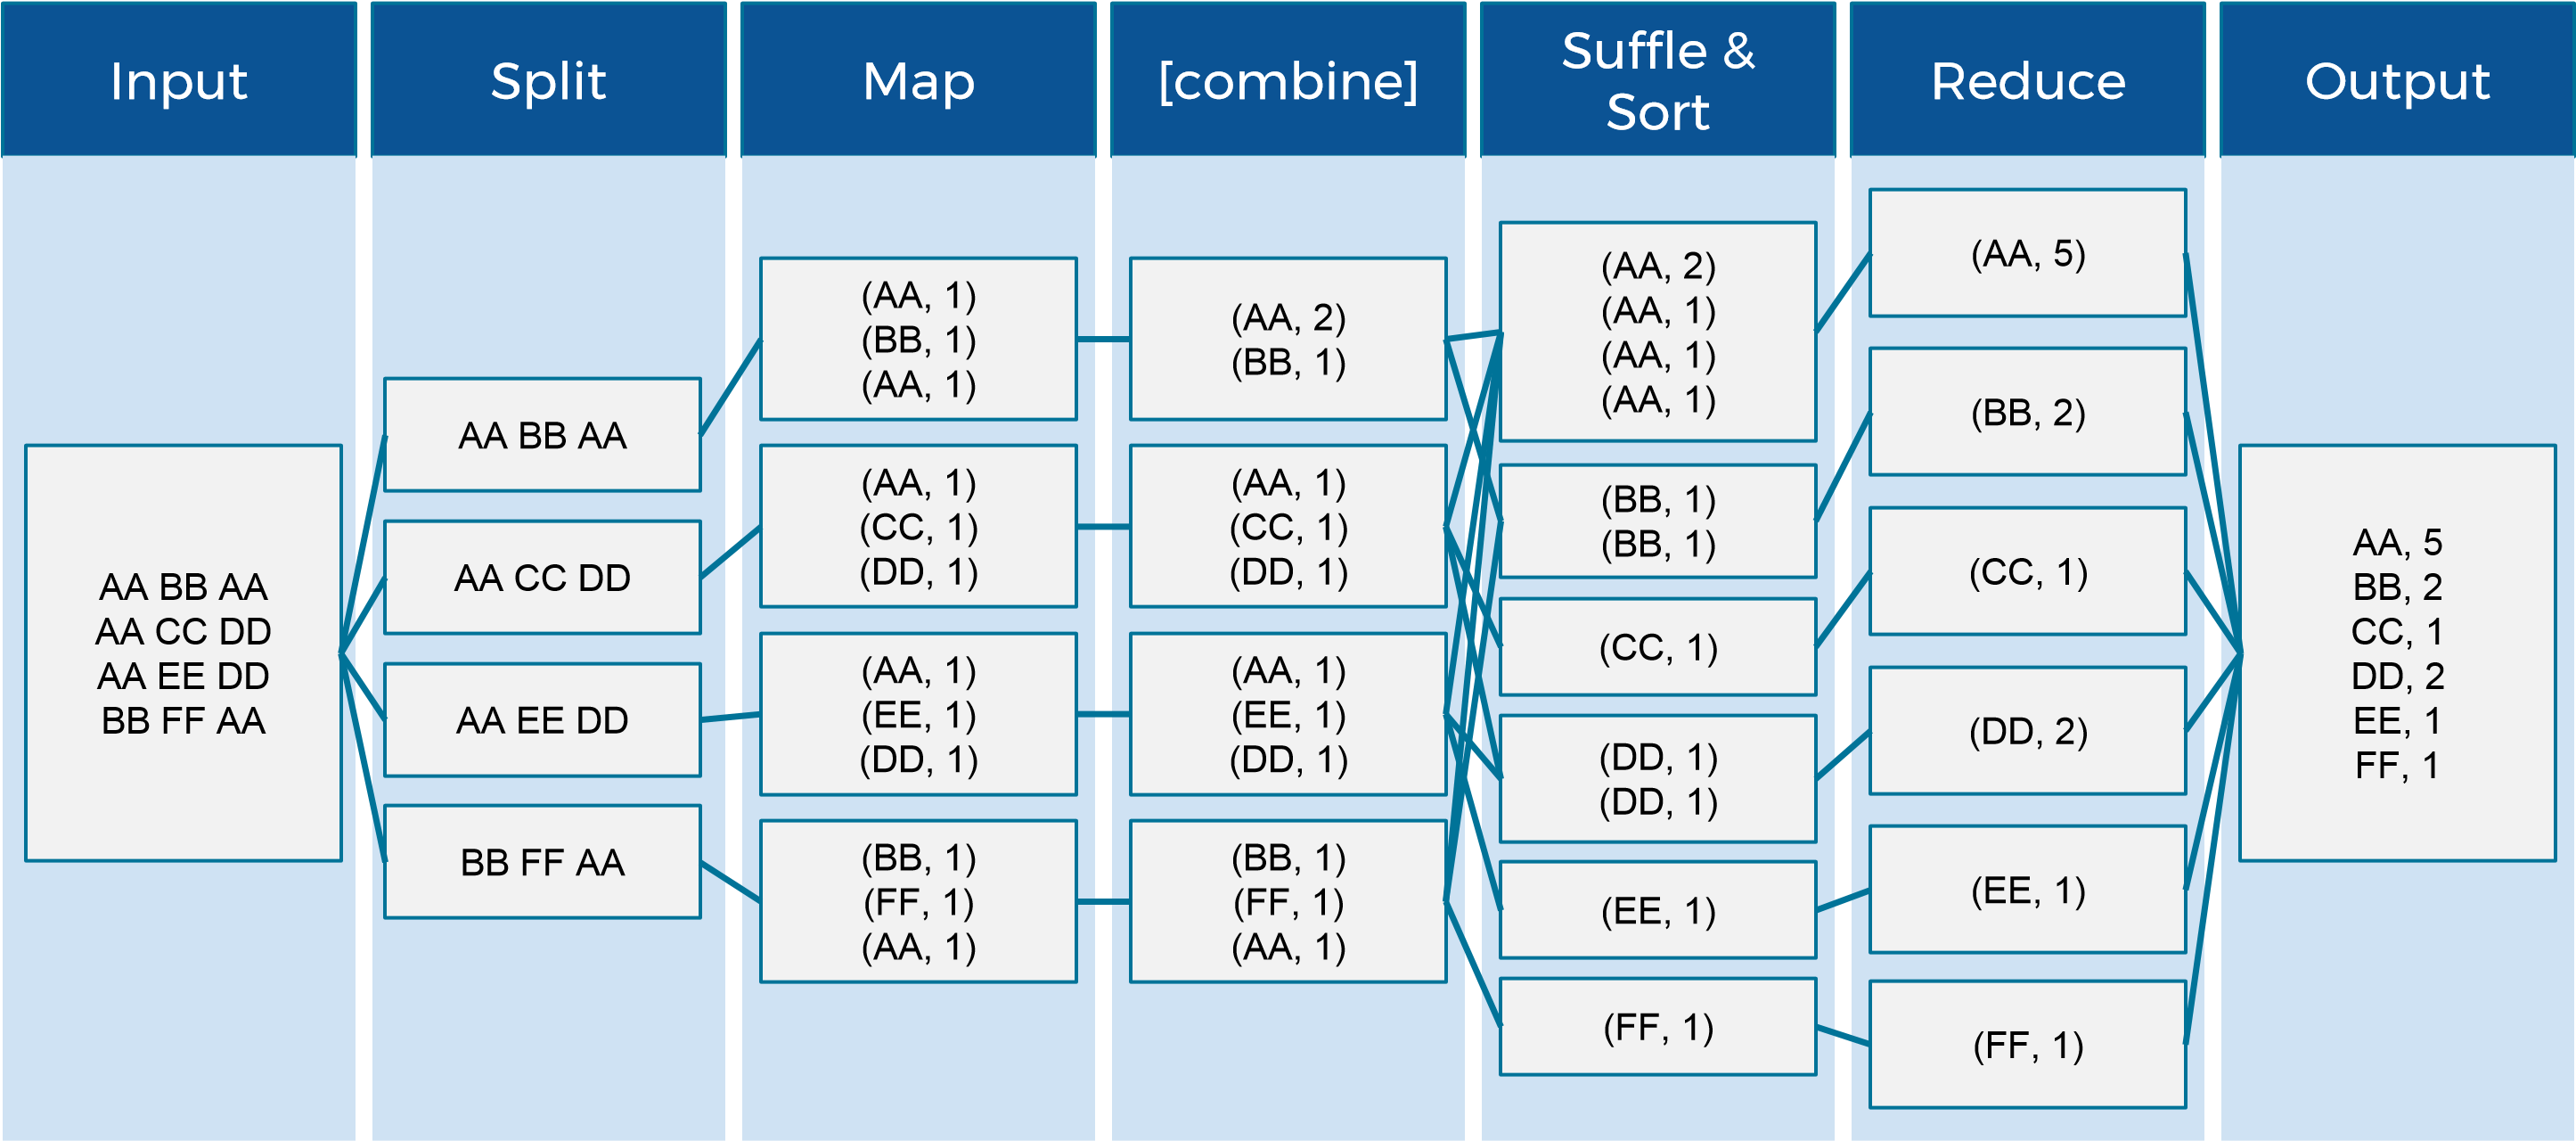 Input
Split
Map
[combine]
Suffle &
Sort
Reduce
Output
AA BB AA
AA CC DD
AA EE DD
BB FF AA
AA BB AA
AA CC DD
AA EE DD
BB FF AA
(AA, 1)
(BB, 1)
(AA, 1)
(AA, 1)
(CC, 1)
(DD, 1)
(AA, 1)
(EE, 1)
(DD, 1)
(BB, 1)
(FF, 1)
(AA, 1)
(AA, 2)
(BB, 1)
(AA, 1)
(CC, 1)
(DD, 1)
(AA, 1)
(EE, 1)
(DD, 1)
(BB, 1)
(FF, 1)
(AA, 1)
(AA, 2)
(AA, 1)
(AA, 1)
(AA, 1)
(BB, 1)
(BB, 1)
(CC, 1)
(DD, 1)
(DD, 1)
(EE, 1)
(FF, 1)
(AA, 5)
(BB, 2)
(CC, 1)
(DD, 2)
(EE, 1)
(FF, 1)
AA, 5
BB, 2
CC, 1
DD, 2
EE, 1
FF, 1